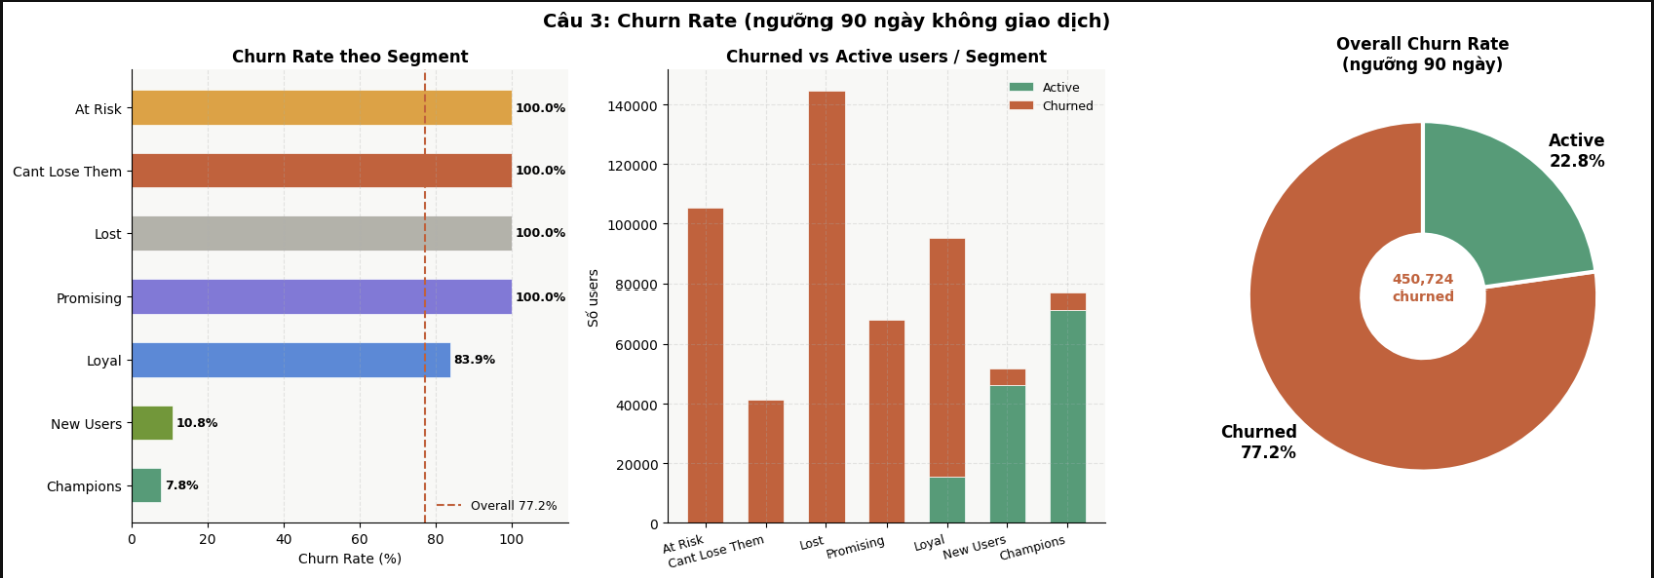 Câu 3: Churn Rate (ngưỡng 90 ngày không giao dịch)
Churn Rate theo Segment
At Risk
100.0%
Cant Lose Them
100.0%
Lost
100.0%
Promising
100.0%
Loyal
83.9%
New Users
10.8%
Champions
7.8%
Overall 77.2%
0 20 40 60 80 100
Churn Rate (%)
Churned vs Active users / Segment
Active
Churned
Số users
140000
120000
100000
80000
60000
40000
20000
0
At Risk
Cant Lose Them
Lost
Promising
Loyal
New Users
Champions
Overall Churn Rate
(ngưỡng 90 ngày)
Active
22.8%
450,724
churned
Churned
77.2%